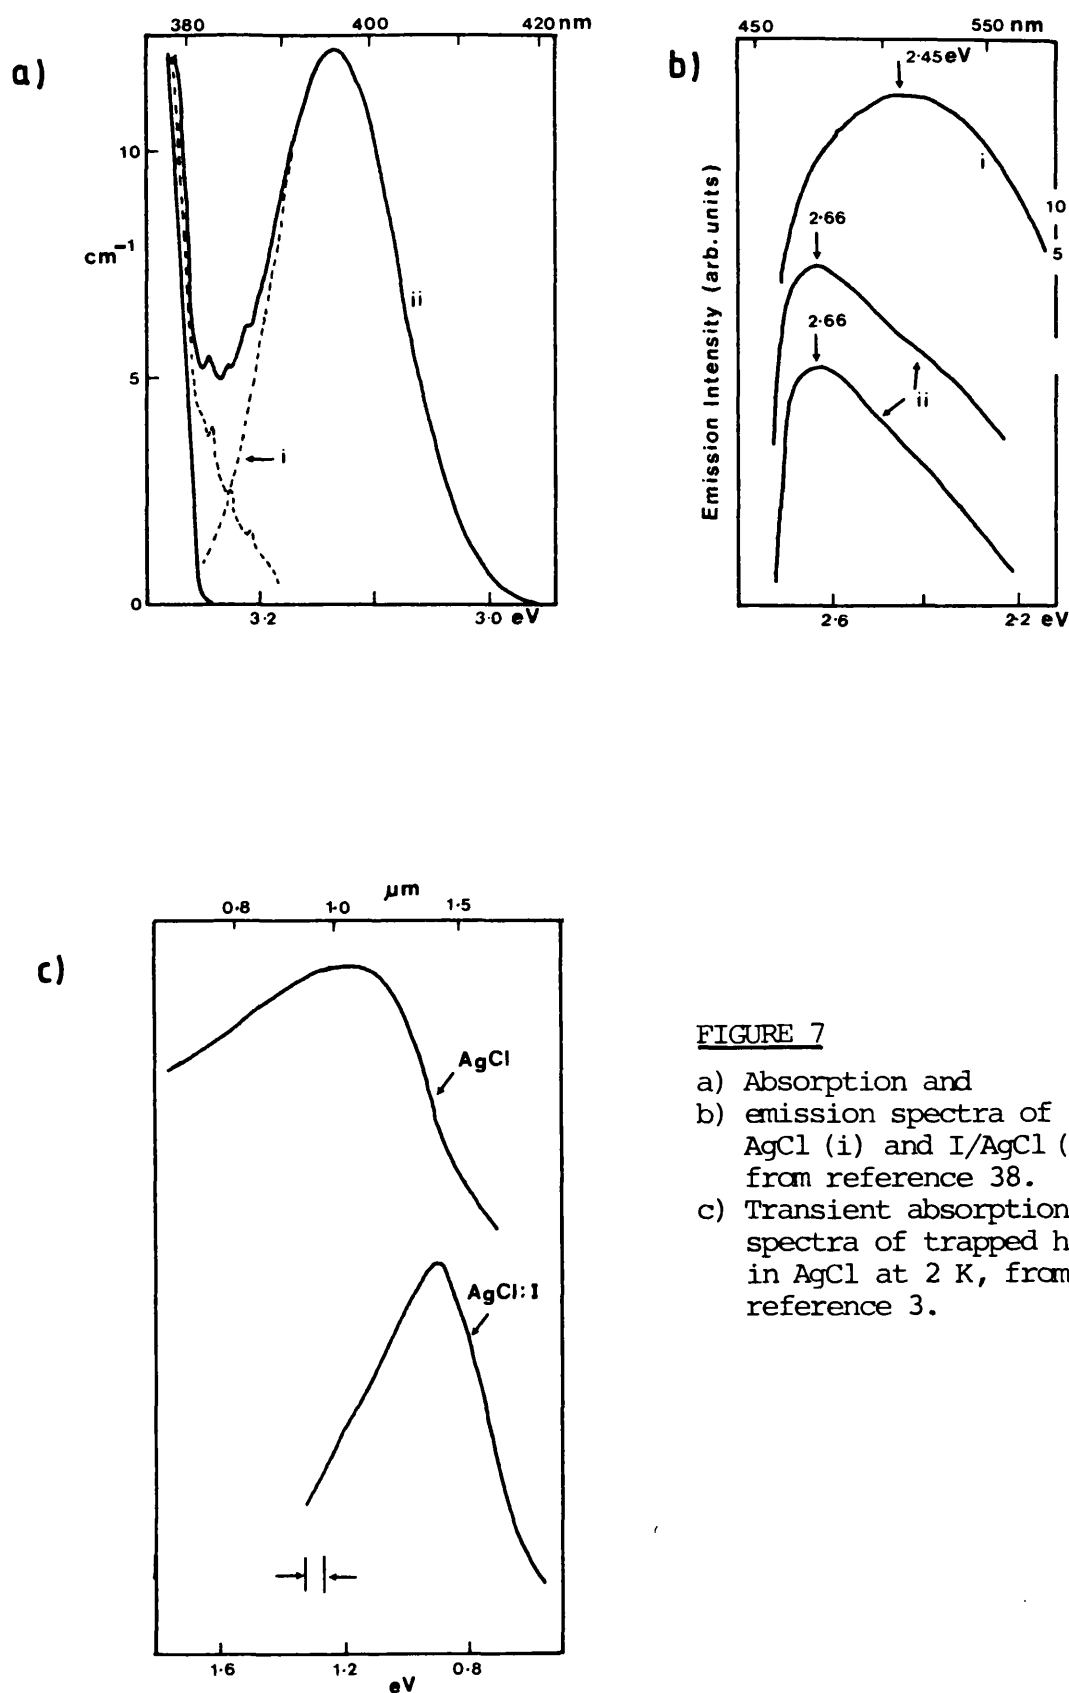 a)
380 400 420 nm
10
cm⁻¹
5
0
ii
i
3·2 3·0 eV
b)
450 550 nm
2·45 eV
i
2·66
2·66
ii
10
5
Emission Intensity (arb. units)
2·6 2·2 eV
c)
μm
0·8 1·0 1·5
AgCl
AgCl:I
1·6 1·2 0·8
eV
FIGURE 7
a) Absorption and
b) emission spectra of
AgCl (i) and I/AgCl (
from reference 38.
c) Transient absorption
spectra of trapped h
in AgCl at 2 K, from
reference 3.